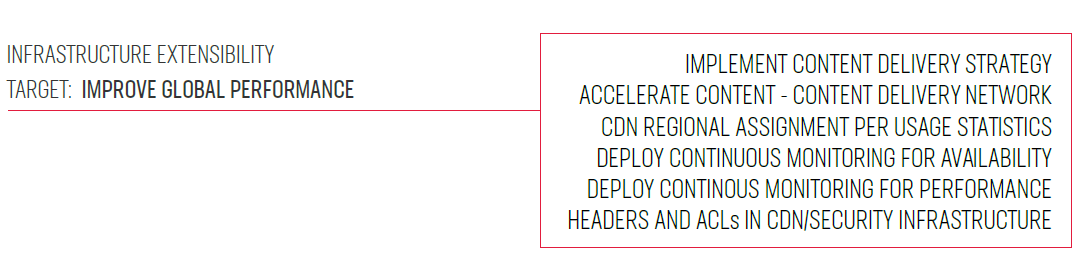 INFRASTRUCTURE EXTENSIBILITY
TARGET: IMPROVE GLOBAL PERFORMANCE
IMPLEMENT CONTENT DELIVERY STRATEGY
ACCELERATE CONTENT - CONTENT DELIVERY NETWORK
CDN REGIONAL ASSIGNMENT PER USAGE STATISTICS
DEPLOY CONTINUOUS MONITORING FOR AVAILABILITY
DEPLOY CONTINOUS MONITORING FOR PERFORMANCE
HEADERS AND ACLs IN CDN/SECURITY INFRASTRUCTURE